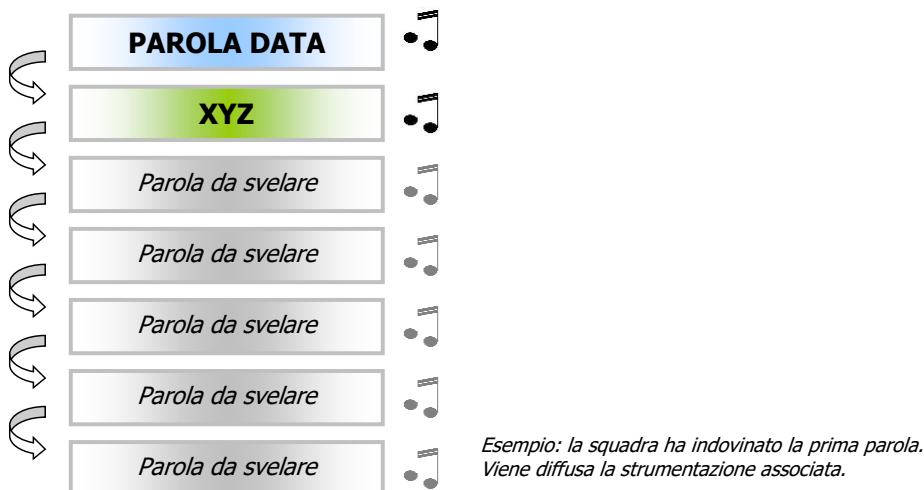 PAROLA DATA
XYZ
Parola da svelare
Parola da svelare
Parola da svelare
Parola da svelare
Parola da svelare
Esempio: la squadra ha indovinato la prima parola.
Viene diffusa la strumentazione associata.